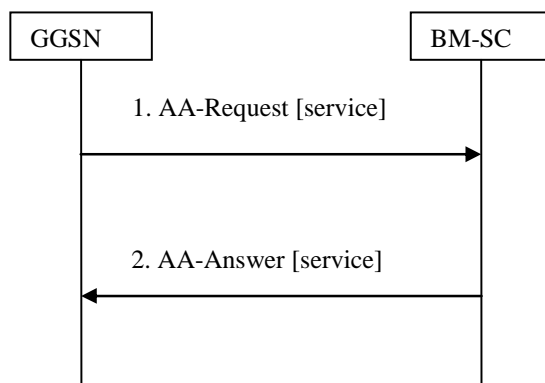 GGSN
BM-SC
1. AA-Request [service]
2. AA-Answer [service]